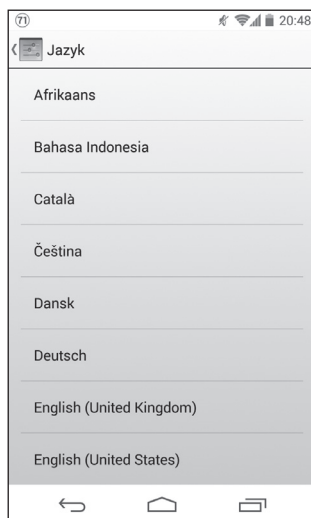 71 20:48
Jazyk
Afrikaans
Bahasa Indonesia
Català
Čeština
Dansk
Deutsch
English (United Kingdom)
English (United States)